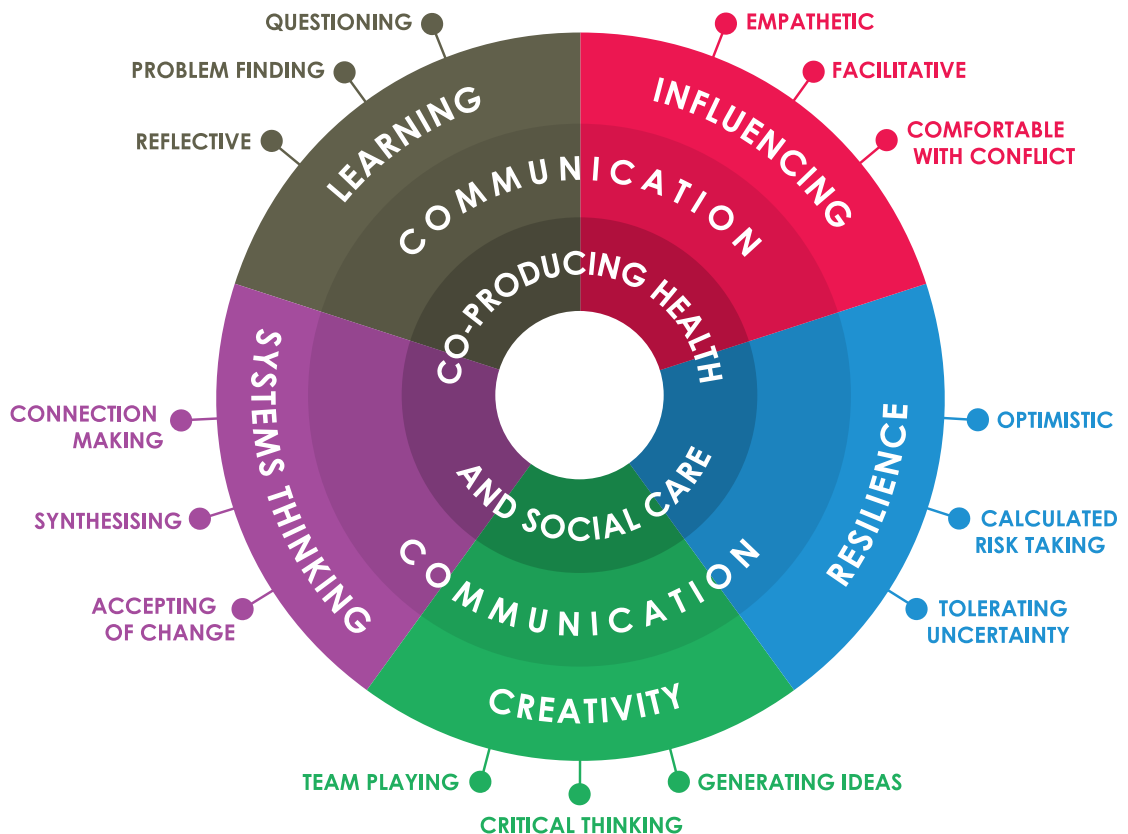 QUESTIONING
PROBLEM FINDING
REFLECTIVE
LEARNING
EMPATHETIC
FACILITATIVE
COMFORTABLE
WITH CONFLICT
INFLUENCING
COMMUNICATION
CO-PRODUCING HEALTH
AND SOCIAL CARE
COMMUNICATION
SYSTEMS THINKING
CONNECTION
MAKING
SYNTHESISING
ACCEPTING
OF CHANGE
RESILIENCE
OPTIMISTIC
CALCULATED
RISK TAKING
TOLERATING
UNCERTAINTY
CREATIVITY
TEAM PLAYING
CRITICAL THINKING
GENERATING IDEAS